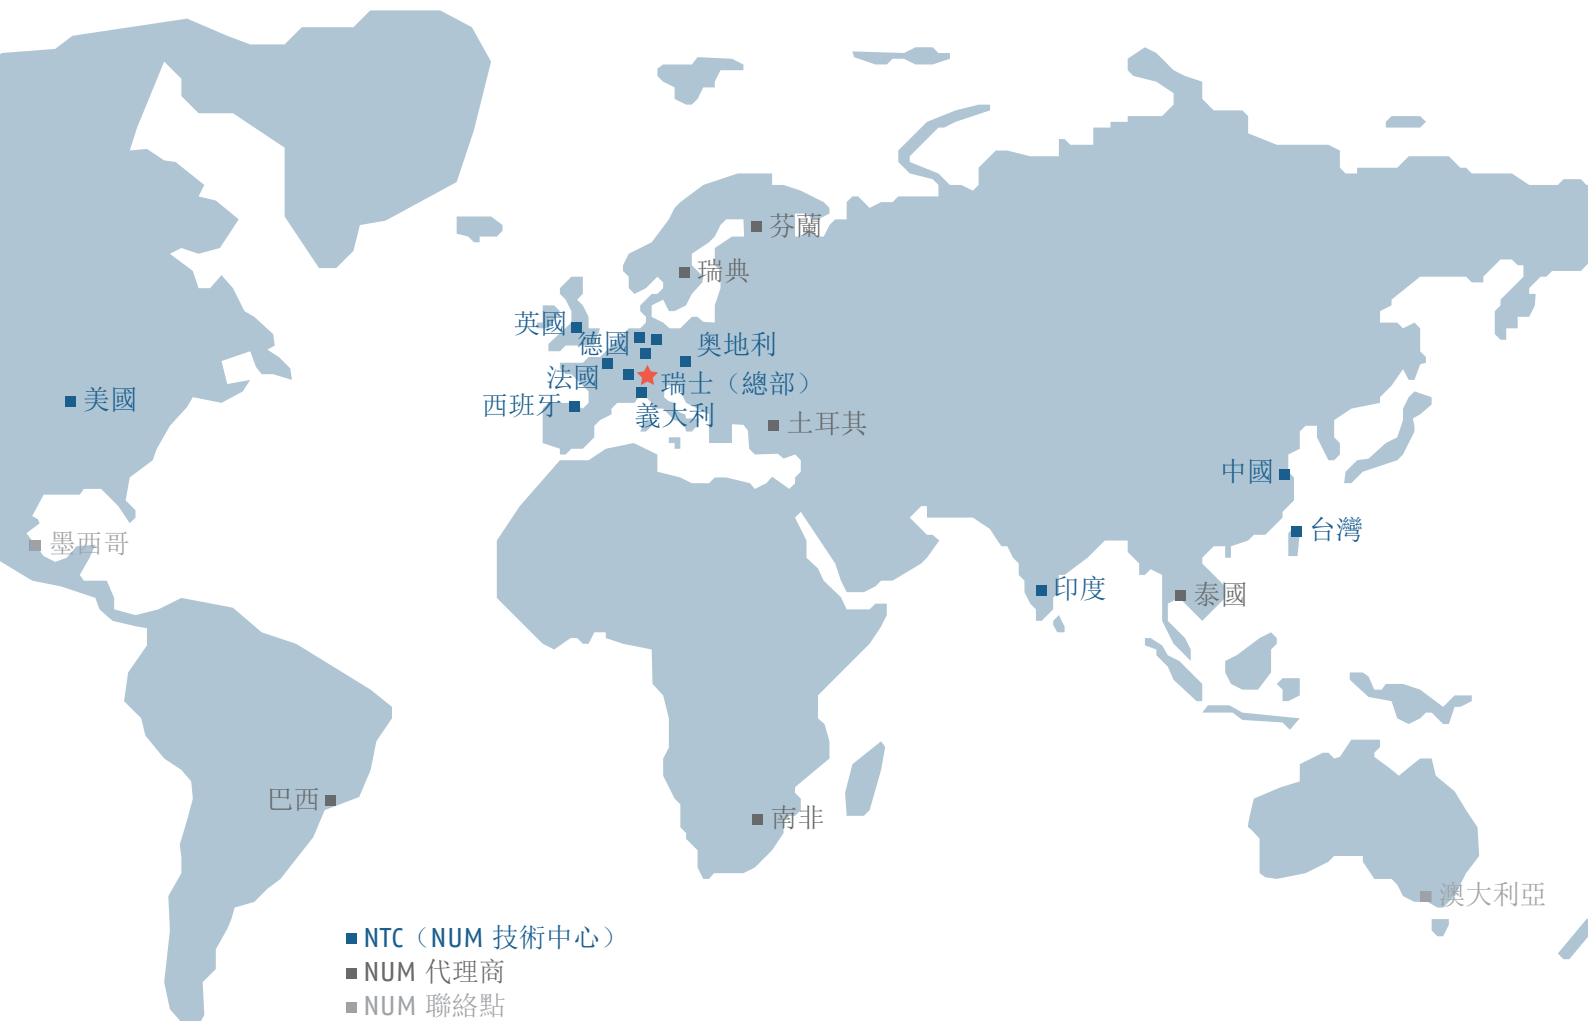 芬蘭
瑞典
英國
德國
奧地利
法國
瑞士（總部）
美國
西班牙
義大利
土耳其
中國
台灣
墨西哥
印度
泰國
巴西
南非
澳大利亞
NTC（NUM 技術中心）
NUM 代理商
NUM 聯絡點